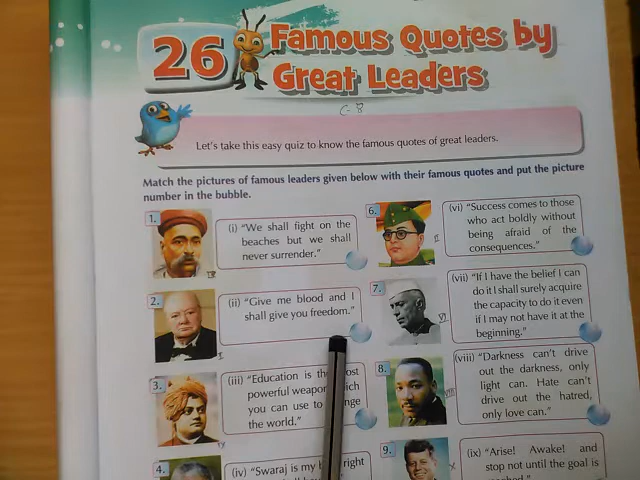 26
Famous Quotes by
Great Leaders
C-8
Let's take this easy quiz to know the famous quotes of great leaders.
Match the pictures of famous leaders given below with their famous quotes and put the picture
number in the bubble.
1.
(i) "We shall fight on the
beaches but we shall
never surrender."
2.
(ii) "Give me blood and I
shall give you freedom."
3.
(iii) "Education is the
powerful
you can use to
the world."
4.
(iv) "Swaraj is my right
6.
(vi) "Success comes to those
who act boldly without
being afraid of the
consequences."
7.
(vii) "If I have the belief I can
do it I shall surely acquire
the capacity to do it even
if I may not have it at the
beginning."
8.
(viii) "Darkness can't drive
out the darkness, only
light can. Hate can't
drive out the hatred,
only love can."
9.
(ix) "Arise! Awake! and
stop not until the goal is